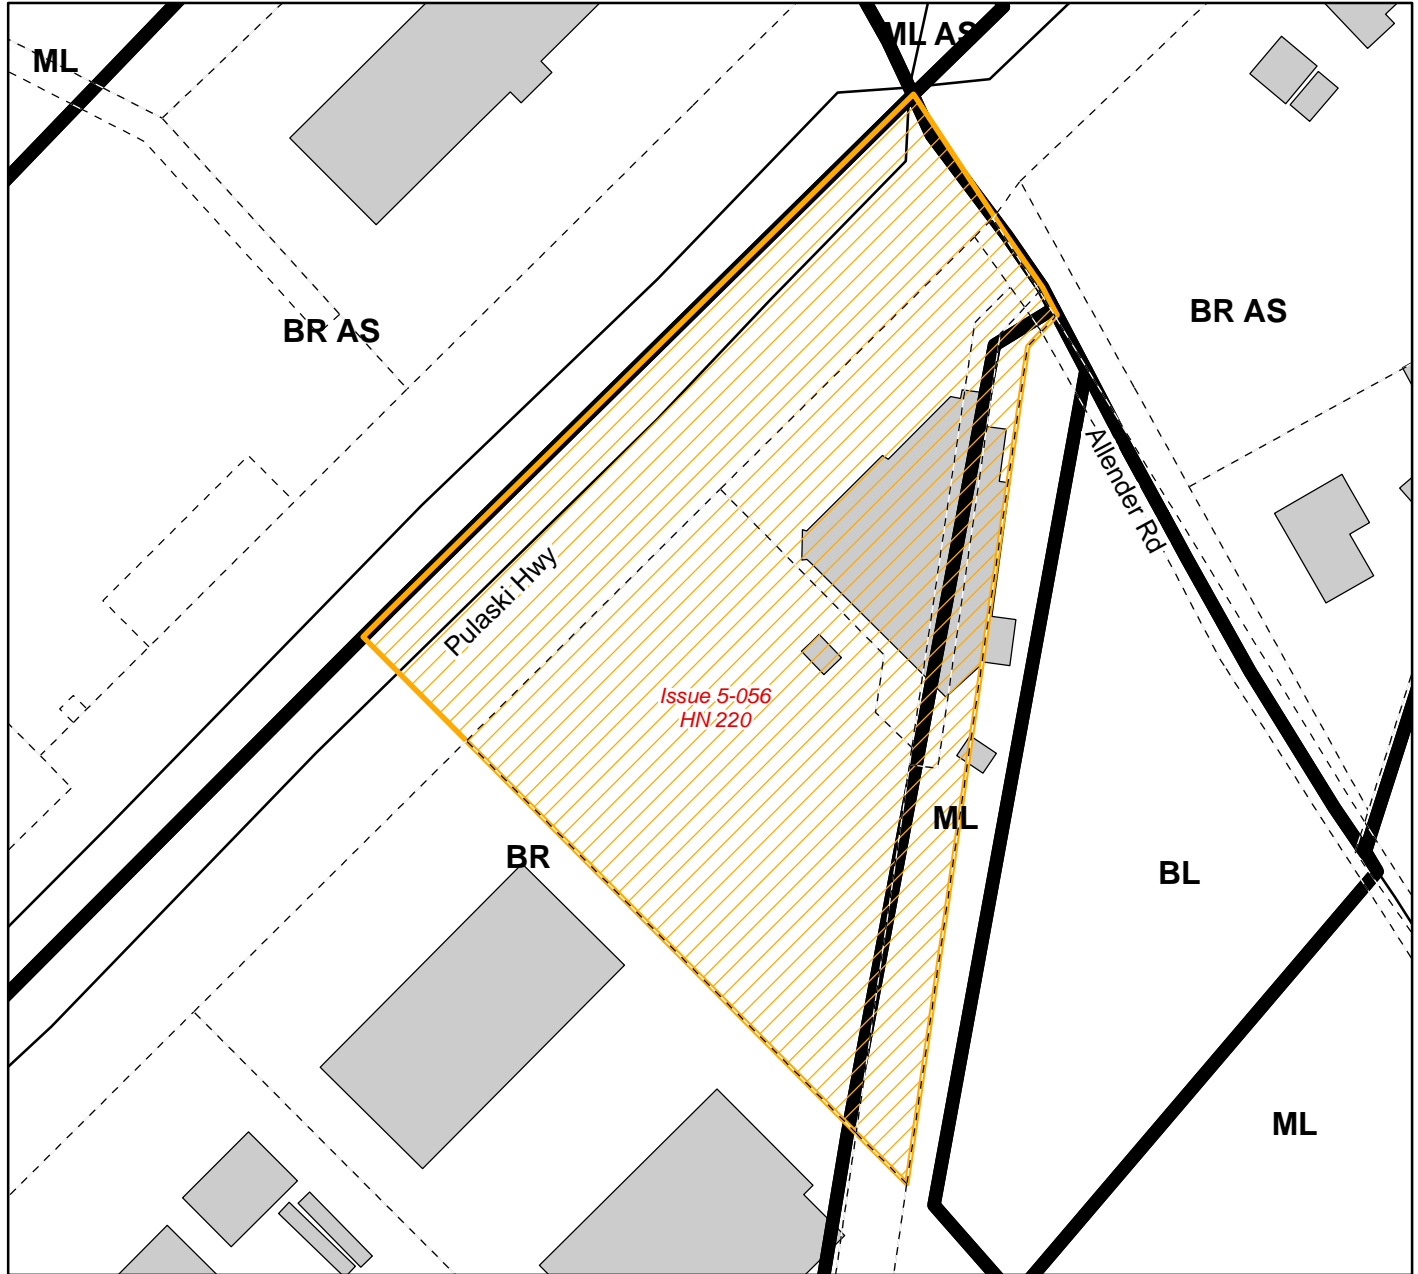 ML AS
ML
BR AS
BR AS
Allender Rd
Pulaski Hwy
Issue 5-056
HN 220
ML
BR
BL
ML